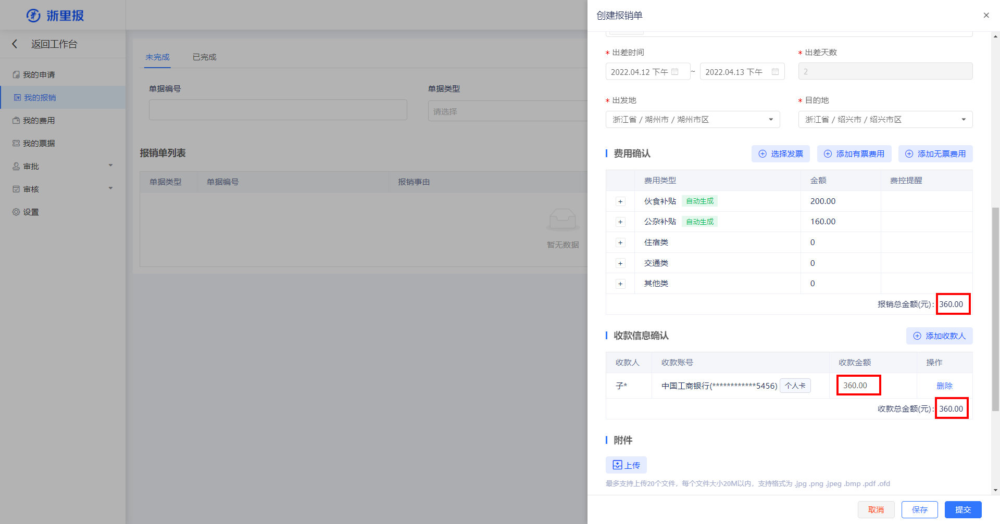 浙里报
返回工作台
我的申请
我的报销
我的费用
我的票据
审批
审核
设置
未完成 已完成
单据编号 单据类型
请选择
报销单列表
单据类型 单据编号 报销事由
暂无数据
创建报销单
* 出差时间 * 出差天数
2022.04.12 下午 ~ 2022.04.13 下午 2
* 出发地 * 目的地
浙江省 / 湖州市 / 湖州市区 浙江省 / 绍兴市 / 绍兴市区
费用确认 选择发票 添加有票费用 添加无票费用
费用类型 金额 费控提醒
+ 伙食补贴 自动生成 200.00
+ 公杂补贴 自动生成 160.00
+ 住宿类 0
+ 交通类 0
+ 其他类 0
报销总金额(元): 360.00
收款信息确认 添加收款人
收款人 收款账号 收款金额 操作
子* 中国工商银行(************5456) 个人卡 360.00 删除
收款总金额(元): 360.00
附件
上传
最多支持上传20个文件，每个文件大小20M以内，支持格式为 .jpg .png .jpeg .bmp .pdf .ofd
取消 保存 提交